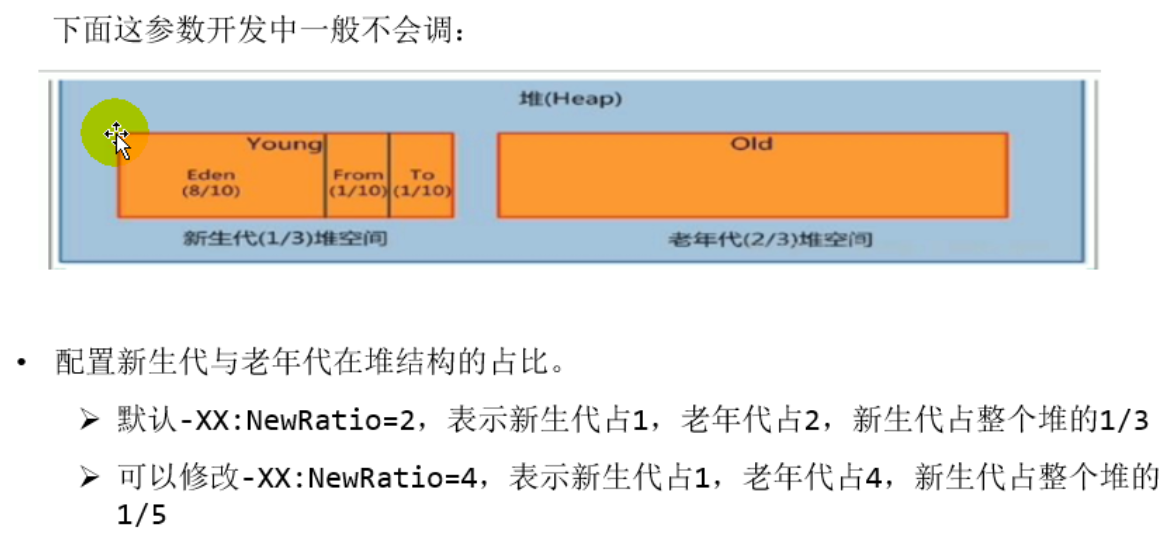 下面这参数开发中一般不会调：
堆(Heap)
Young
Old
Eden
(8/10)
From
(1/10)
To
(1/10)
新生代(1/3)堆空间
老年代(2/3)堆空间
• 配置新生代与老年代在堆结构的占比。
➢ 默认-XX:NewRatio=2，表示新生代占1，老年代占2，新生代占整个堆的1/3
➢ 可以修改-XX:NewRatio=4，表示新生代占1，老年代占4，新生代占整个堆的
1/5